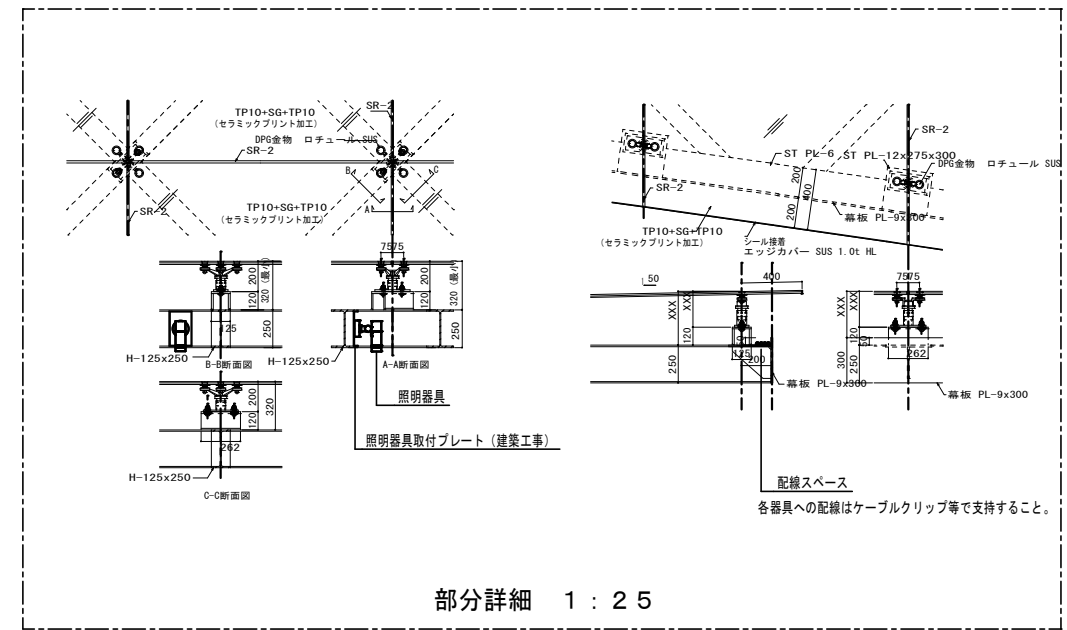 SR-2
TP10+SG+TP10
(セラミックプリント加工)
DPG金物 ロチュール SUS
SR-2
B
C
A
TP10+SG+TP10
(セラミックプリント加工)
SR-2
7575
200
120
320 (最小)
250
125
H-125x250
B-B断面図
200
120
320 (最小)
250
H-125x250
A-A断面図
照明器具
照明器具取付プレート(建築工事)
200
120
320
262
H-125x250
C-C断面図
SR-2
ST PL-6
ST PL-12x275x300
DPG金物 ロチュール SUS
SR-2
200
400
200
幕板 PL-9x300
TP10+SG+TP10
(セラミックプリント加工)
シール接着
エッジカバー SUS 1.0t HL
50
400
XXX
XXX
120
250
125
200
幕板 PL-9x300
7575
XXX
XXX
120
50
300
250
262
幕板 PL-9x300
配線スペース
各器具への配線はケーブルクリップ等で支持すること。
部分詳細 1:25